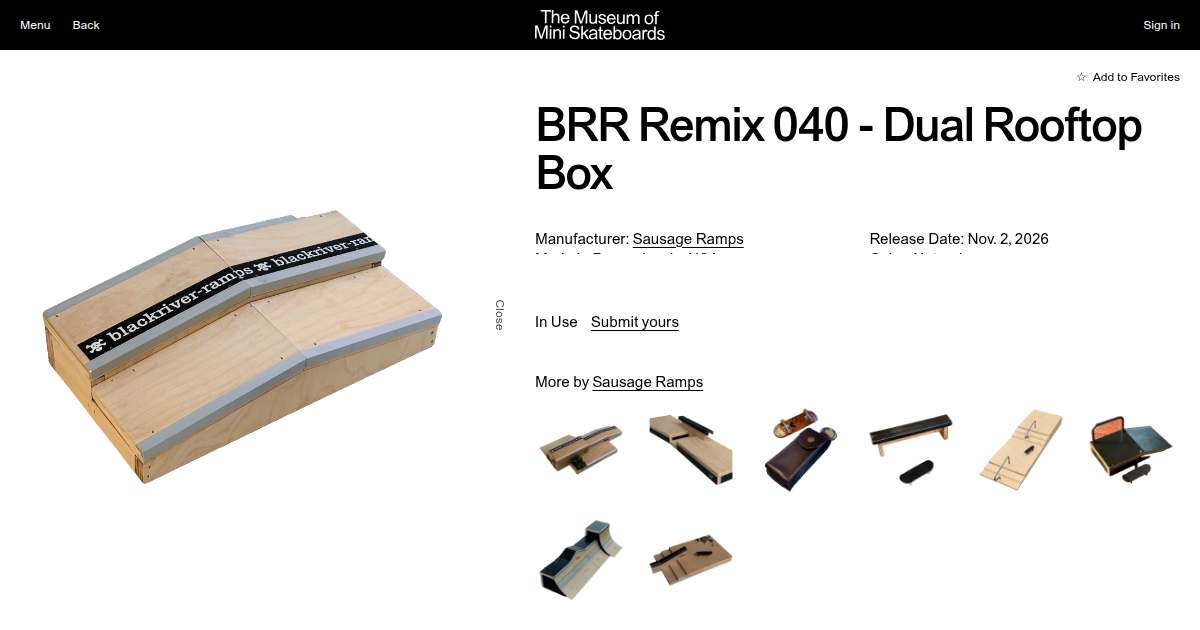 Menu
Back
The Museum of
Mini Skateboards
Sign in
☆ Add to Favorites
BRR Remix 040 - Dual Rooftop
Box
Manufacturer: Sausage Ramps
Release Date: Nov. 2, 2026
blackriver-ramps
blackriver-ram
Close
In Use
Submit yours
More by Sausage Ramps